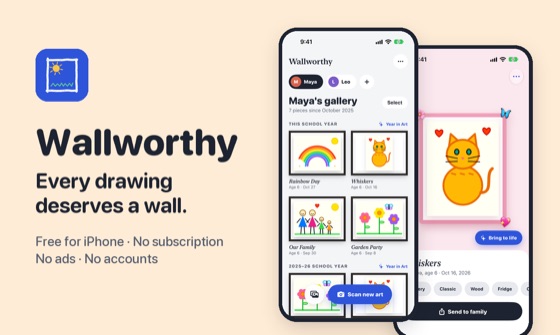 Wallworthy
Every drawing
deserves a wall.
Free for iPhone · No subscription
No ads · No accounts
9:41
Wallworthy
M Maya
L Leo
+
Maya's gallery
7 pieces since October 2025
Select
THIS SCHOOL YEAR
Year in Art
Rainbow Day
Age 6 · Oct 21
Whiskers
Age 6 · Oct 16
Our Family
Age 6 · Sep 30
Garden Party
Age 6 · Sep
2025–26 SCHOOL YEAR
Year in Art
Scan new art
:41
Bring to life
iskers
age 6 · Oct 16, 2026
Classic
Wood
Fridge
Send to family